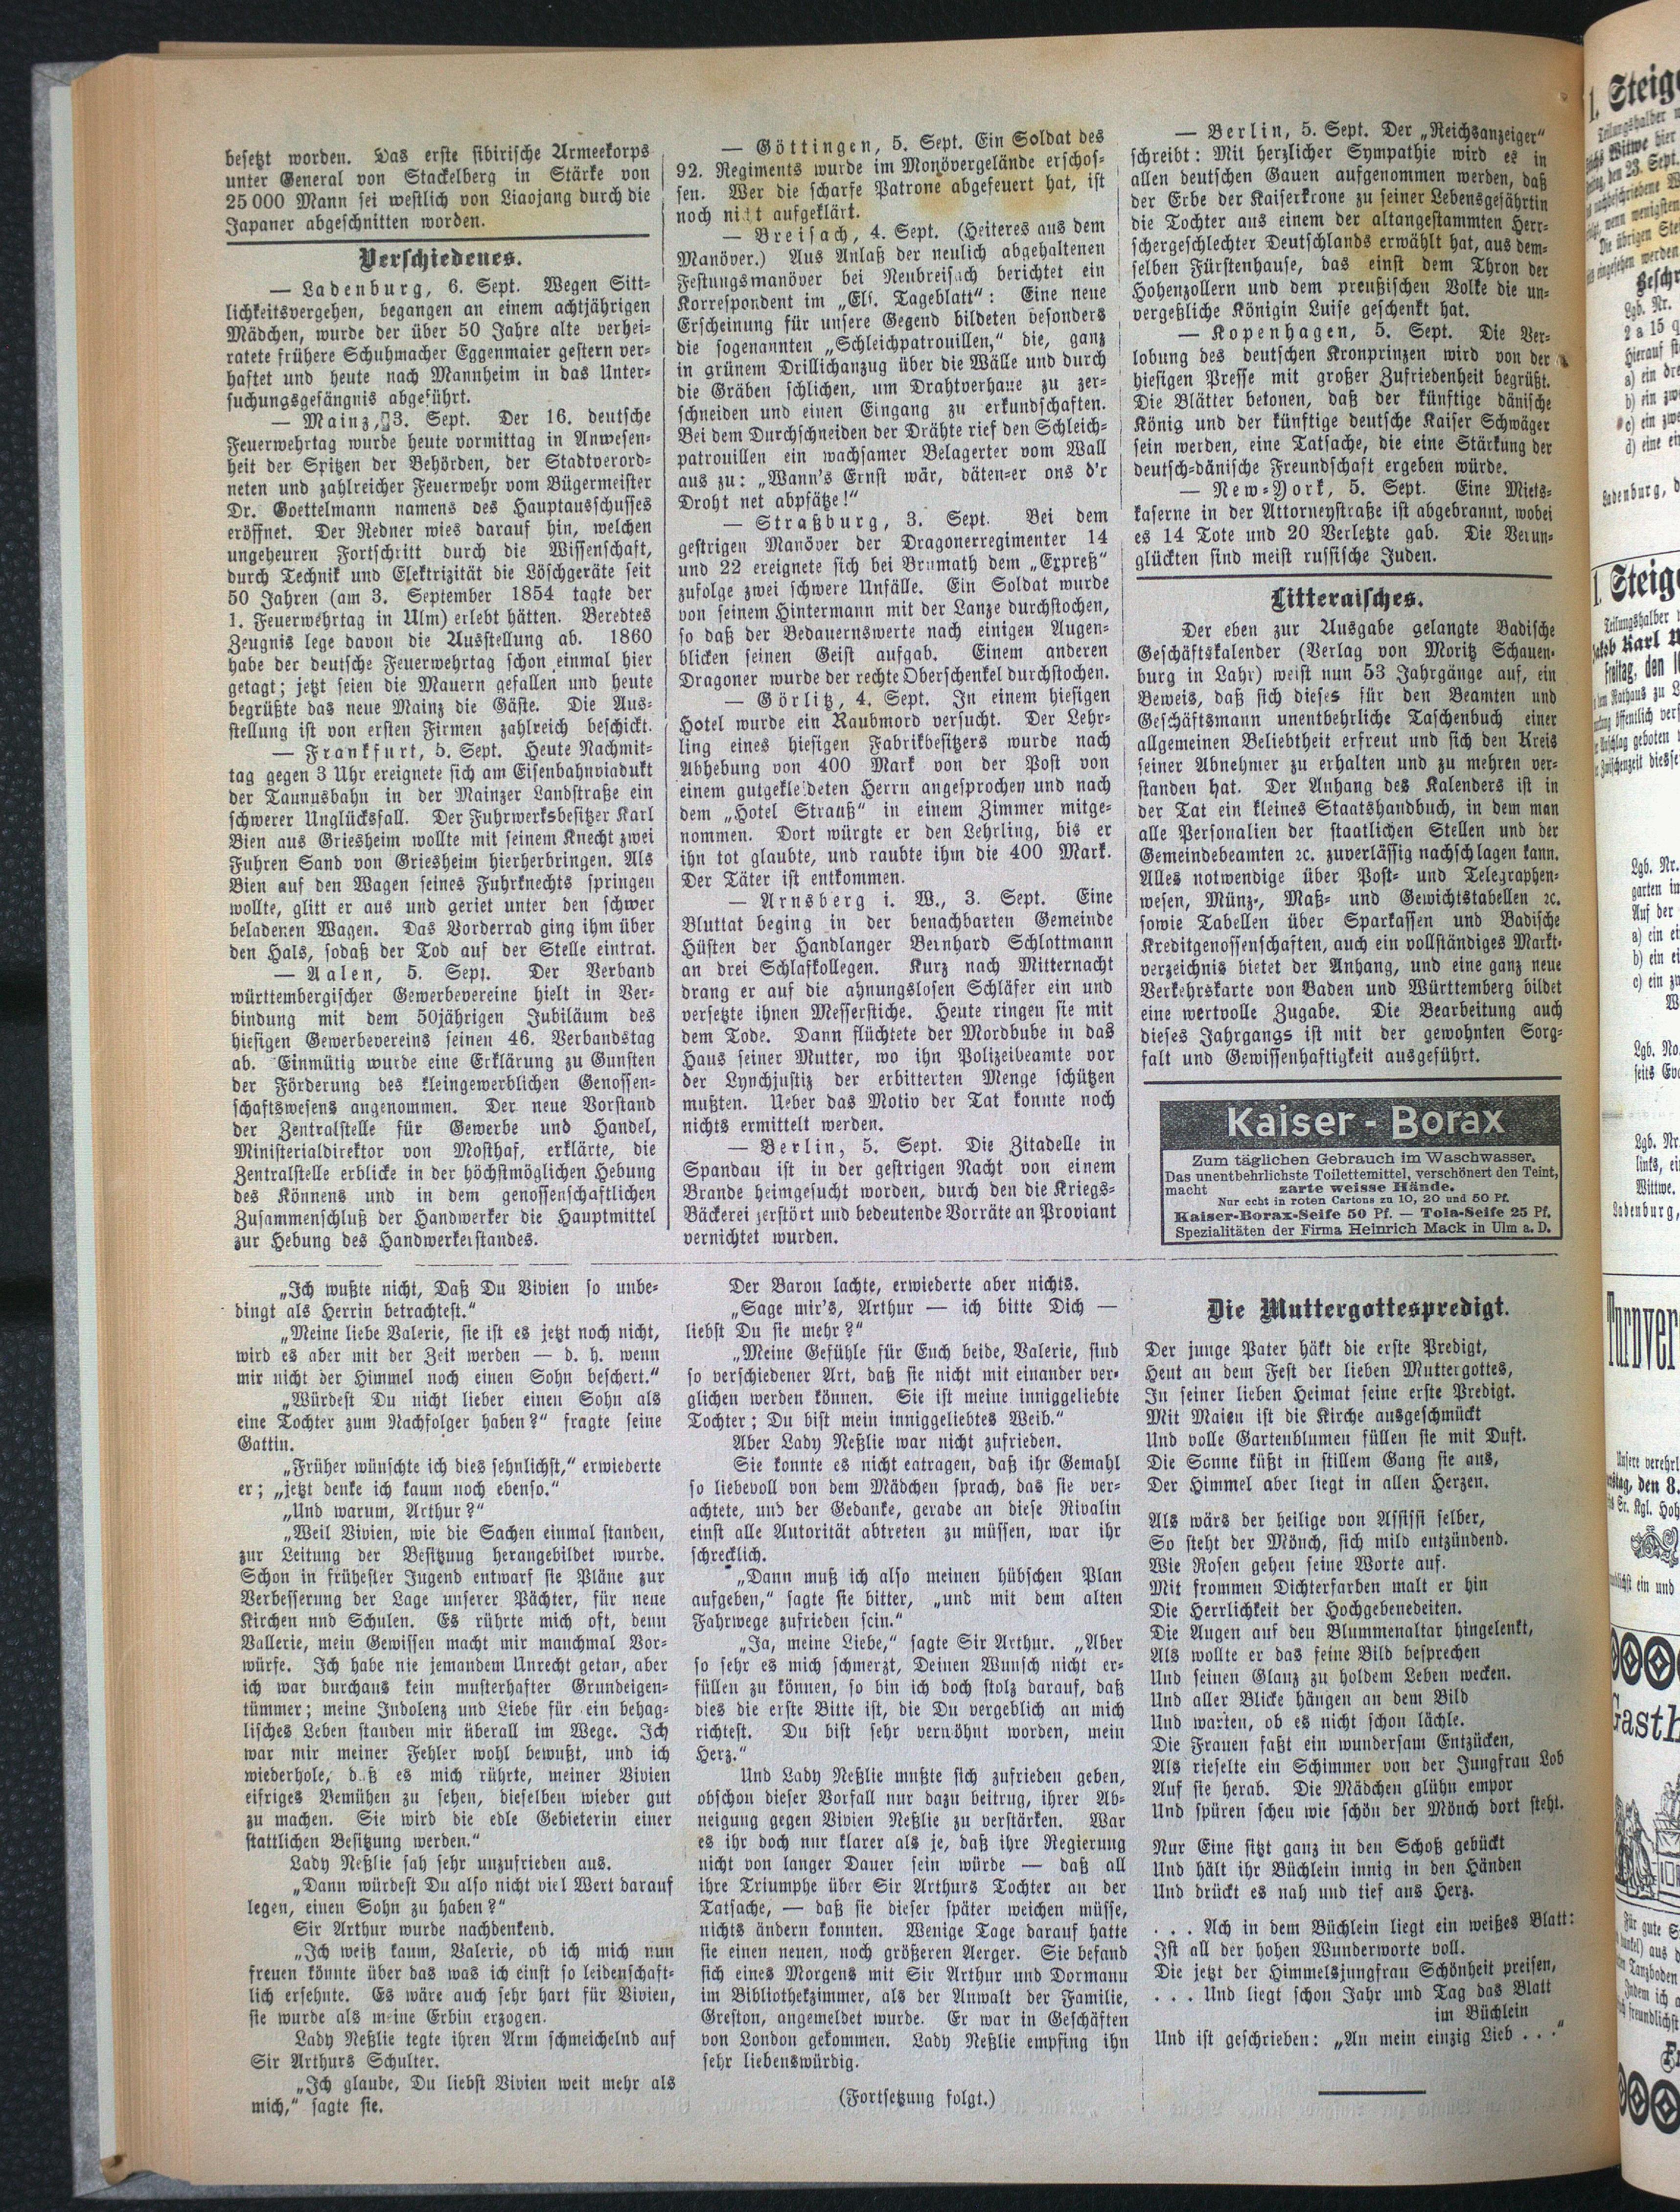 besetzt worden. Das erste sibirische Armeekorps
unter General von Stackelberg in Stärke von
25 000 Mann sei westlich von Liaojang durch die
Japaner abgeschnitten worden.
Verschiedenes.
— Ladenburg, 6. Sept. Wegen Sitt-
lichkeitsvergehen, begangen an einem achtjährigen
Mädchen, wurde der über 50 Jahre alte verhei-
ratete frühere Schuhmacher Eggenmaier gestern ver-
haftet und heute nach Mannheim in das Unter-
suchungsgefängnis abgeführt.
— Mainz, 3. Sept. Der 16. deutsche
Feuerwehrtag wurde heute vormittag in Anwesen-
heit der Spitzen der Behörden, der Stadtverord-
neten und zahlreicher Feuerwehr vom Bügermeister
Dr. Goettelmann namens des Hauptausschusses
eröffnet. Der Redner wies darauf hin, welchen
ungeheuren Fortschritt durch die Wissenschaft,
durch Technik und Elektrizität die Löschgeräte seit
50 Jahren (am 3. September 1854 tagte der
1. Feuerwehrtag in Ulm) erlebt hätten. Beredtes
Zeugnis lege davon die Ausstellung ab. 1860
habe der deutsche Feuerwehrtag schon einmal hier
getagt; jetzt seien die Mauern gefallen und heute
begrüßte das neue Mainz die Gäste. Die Aus-
stellung ist von ersten Firmen zahlreich beschickt.
— Frankfurt, 5. Sept. Heute Nachmit-
tag gegen 3 Uhr ereignete sich am Eisenbahnviadukt
der Taunusbahn in der Mainzer Landstraße ein
schwerer Unglücksfall. Der Fuhrwerksbesitzer Karl
Bien aus Griesheim wollte mit seinem Knecht zwei
Fuhren Sand von Griesheim hierherbringen. Als
Bien auf den Wagen seines Fuhrknechts springen
wollte, glitt er aus und geriet unter den schwer
beladenen Wagen. Das Vorderrad ging ihm über
den Hals, sodaß der Tod auf der Stelle eintrat.
— Aalen, 5. Sept. Der Verband
württembergischer Gewerbevereine hielt in Ver-
bindung mit dem 50jährigen Jubiläum des
hiesigen Gewerbevereins seinen 46. Verbandstag
ab. Einmütig wurde eine Erklärung zu Gunsten
der Förderung des kleingewerblichen Genossen-
schaftswesens angenommen. Der neue Vorstand
der Zentralstelle für Gewerbe und Handel,
Ministerialdirektor von Mosthaf, erklärte, die
Zentralstelle erblicke in der höchstmöglichen Hebung
des Könnens und in dem genossenschaftlichen
Zusammenschluß der Handwerker die Hauptmittel
zur Hebung des Handwerkerstandes.
— Göttingen, 5. Sept. Ein Soldat des
92. Regiments wurde im Monövergelände erschos-
sen. Wer die scharfe Patrone abgefeuert hat, ist
noch nicht aufgeklärt.
— Breisach, 4. Sept. (Heiteres aus dem
Manöver.) Aus Anlaß der neulich abgehaltenen
Festungsmanöver bei Neubreisach berichtet ein
Korrespondent im „Els. Tageblatt“: Eine neue
Erscheinung für unsere Gegend bildeten besonders
die sogenannten „Schleichpatrouillen,“ die, ganz
in grünem Drillichanzug über die Wälle und durch
die Gräben schlichen, um Drahtverhaue zu zer-
schneiden und einen Eingang zu erkundschaften.
Bei dem Durchschneiden der Drähte rief den Schleich-
patrouillen ein wachsamer Belagerter vom Wall
aus zu: „Wann's Ernst wär, däten-er ons d'r
Droht net abpfätze!“
— Straßburg, 3. Sept. Bei dem
gestrigen Manöver der Dragonerregimenter 14
und 22 ereignete sich bei Brumath dem „Expreß“
zufolge zwei schwere Unfälle. Ein Soldat wurde
von seinem Hintermann mit der Lanze durchstochen,
so daß der Bedauernswerte nach einigen Augen-
blicken seinen Geist aufgab. Einem anderen
Dragoner wurde der rechte Oberschenkel durchstochen.
— Görlitz, 4. Sept. In einem hiesigen
Hotel wurde ein Raubmord versucht. Der Lehr-
ling eines hiesigen Fabrikbesitzers wurde nach
Abhebung von 400 Mark von der Post von
einem gutgekleideten Herrn angesprochen und nach
dem „Hotel Strauß“ in einem Zimmer mitge-
nommen. Dort würgte er den Lehrling, bis er
ihn tot glaubte, und raubte ihm die 400 Mark.
Der Täter ist entkommen.
— Arnsberg i. W., 3. Sept. Eine
Bluttat beging in der benachbarten Gemeinde
Hüsten der Handlanger Bernhard Schlottmann
an drei Schlafkollegen. Kurz nach Mitternacht
drang er auf die ahnungslosen Schläfer ein und
versetzte ihnen Messerstiche. Heute ringen sie mit
dem Tode. Dann flüchtete der Mordbube in das
Haus seiner Mutter, wo ihn Polizeibeamte vor
der Lynchjustiz der erbitterten Menge schützen
mußten. Ueber das Motiv der Tat konnte noch
nichts ermittelt werden.
— Berlin, 5. Sept. Die Zitadelle in
Spandau ist in der gestrigen Nacht von einem
Brande heimgesucht worden, durch den die Kriegs-
Bäckerei zerstört und bedeutende Vorräte an Proviant
vernichtet wurden.
— Berlin, 5. Sept. Der „Reichsanzeiger“
schreibt: Mit herzlicher Sympathie wird es in
allen deutschen Gauen aufgenommen werden, daß
der Erbe der Kaiserkrone zu seiner Lebensgefährtin
die Tochter aus einem der altangestammten Herr-
schergeschlechter Deutschlands erwählt hat, aus dem-
selben Fürstenhause, das einst dem Thron der
Hohenzollern und dem preußischen Volke die un-
vergeßliche Königin Luise geschenkt hat.
— Kopenhagen, 5. Sept. Die Ver-
lobung des deutschen Kronprinzen wird von der
hiesigen Presse mit großer Zufriedenheit begrüßt.
Die Blätter betonen, daß der künftige dänische
König und der künftige deutsche Kaiser Schwäger
sein werden, eine Tatsache, die eine Stärkung der
deutsch-dänische Freundschaft ergeben würde.
— New-York, 5. Sept. Eine Miets-
kaserne in der Attorneystraße ist abgebrannt, wobei
es 14 Tote und 20 Verletzte gab. Die Verun-
glückten sind meist russische Juden.
Litteraisches.
Der eben zur Ausgabe gelangte Badische
Geschäftskalender (Verlag von Moritz Schauen-
burg in Lahr) weist nun 53 Jahrgänge auf, ein
Beweis, daß sich dieses für den Beamten und
Geschäftsmann unentbehrliche Taschenbuch einer
allgemeinen Beliebtheit erfreut und sich den Kreis
seiner Abnehmer zu erhalten und zu mehren ver-
standen hat. Der Anhang des Kalenders ist in
der Tat ein kleines Staatshandbuch, in dem man
alle Personalien der staatlichen Stellen und der
Gemeindebeamten ꝛc. zuverlässig nachschlagen kann.
Alles notwendige über Post- und Telegraphen-
wesen, Münz-, Maß- und Gewichtstabellen ꝛc.
sowie Tabellen über Sparkassen und Badische
Kreditgenossenschaften, auch ein vollständiges Markt-
verzeichnis bietet der Anhang, und eine ganz neue
Verkehrskarte von Baden und Württemberg bildet
eine wertvolle Zugabe. Die Bearbeitung auch
dieses Jahrgangs ist mit der gewohnten Sorg-
falt und Gewissenhaftigkeit ausgeführt.
Kaiser-Borax
Zum täglichen Gebrauch im Waschwasser.
Das unentbehrlichste Toilettemittel, verschönert den Teint,
macht zarte weisse Hände.
Nur echt in roten Cartons zu 10, 20 und 50 Pf.
Kaiser-Borax-Seife 50 Pf. — Tola-Seife 25 Pf.
Spezialitäten der Firma Heinrich Mack in Ulm a. D.
„Ich wußte nicht, Daß Du Vivien so unbe-
dingt als Herrin betrachtest.“
„Meine liebe Valerie, sie ist es jetzt noch nicht,
wird es aber mit der Zeit werden — d. h. wenn
mir nicht der Himmel noch einen Sohn beschert.“
„Würdest Du nicht lieber einen Sohn als
eine Tochter zum Nachfolger haben?“ fragte seine
Gattin.
„Früher wünschte ich dies sehnlichst,“ erwiederte
er; „jetzt denke ich kaum noch ebenso.“
„Und warum, Arthur?“
„Weil Vivien, wie die Sachen einmal standen,
zur Leitung der Besitzung herangebildet wurde.
Schon in frühester Jugend entwarf sie Pläne zur
Verbesserung der Lage unserer Pächter, für neue
Kirchen nnd Schulen. Es rührte mich oft, denn
Vallerie, mein Gewissen macht mir manchmal Vor-
würfe. Ich habe nie jemandem Unrecht getan, aber
ich war durchaus kein musterhafter Grundeigen-
tümmer; meine Indolenz und Liebe für ein behag-
lisches Leben standen mir überall im Wege. Ich
war mir meiner Fehler wohl bewußt, und ich
wiederhole, daß es mich rührte, meiner Vivien
eifriges Bemühen zu sehen, dieselben wieder gut
zu machen. Sie wird die edle Gebieterin einer
stattlichen Besitzung werden.“
Lady Neßlie sah sehr unzufrieden aus.
„Dann würdest Du also nicht viel Wert darauf
legen, einen Sohn zu haben?“
Sir Arthur wurde nachdenkend.
„Ich weiß kaum, Valerie, ob ich mich nun
freuen könnte über das was ich einst so leidenschaft-
lich ersehnte. Es wäre auch sehr hart für Vivien,
sie wurde als meine Erbin erzogen.
Lady Neßlie tegte ihren Arm schmeichelnd auf
Sir Arthurs Schulter.
„Ich glaube, Du liebst Vivien weit mehr als
mich,“ sagte sie.
Der Baron lachte, erwiederte aber nichts.
„Sage mir's, Arthur — ich bitte Dich —
liebst Du sie mehr?“
„Meine Gefühle für Euch beide, Valerie, sind
so verschiedener Art, daß sie nicht mit einander ver-
glichen werden können. Sie ist meine inniggeliebte
Tochter; Du bist mein inniggeliebtes Weib.“
Aber Lady Neßlie war nicht zufrieden.
Sie konnte es nicht eatragen, daß ihr Gemahl
so liebevoll von dem Mädchen sprach, das sie ver-
achtete, und der Gedanke, gerade an diese Rivalin
einst alle Autorität abtreten zu müssen, war ihr
schrecklich.
„Dann muß ich also meinen hübschen Plan
aufgeben,“ sagte sie bitter, „und mit dem alten
Fahrwege zufrieden sein.“
„Ja, meine Liebe,“ sagte Sir Arthur. „Aber
so sehr es mich schmerzt, Deinen Wunsch nicht er-
füllen zu können, so bin ich doch stolz darauf, daß
dies die erste Bitte ist, die Du vergeblich an mich
richtest. Du bist sehr verwöhnt worden, mein
Herz.“
Und Lady Neßlie mußte sich zufrieden geben,
obschon dieser Vorfall nur dazu beitrug, ihrer Ab-
neigung gegen Vivien Neßlie zu verstärken. War
es ihr doch nur klarer als je, daß ihre Regierung
nicht von langer Dauer sein würde — daß all
ihre Triumphe über Sir Arthurs Tochter an der
Tatsache, — daß sie dieser später weichen müsse,
nichts ändern konnten. Wenige Tage darauf hatte
sie einen neuen, noch größeren Aerger. Sie befand
sich eines Morgens mit Sir Arthur und Dormann
im Bibliothekzimmer, als der Anwalt der Familie,
Greston, angemeldet wurde. Er war in Geschäften
von London gekommen. Lady Neßlie empfing ihn
sehr liebenswürdig.
(Fortsetzung folgt.)
Die Muttergottespredigt.
Der junge Pater häkt die erste Predigt,
Heut an dem Fest der lieben Muttergottes,
In seiner lieben Heimat seine erste Predigt.
Mit Maien ist die Kirche ausgeschmückt
Und volle Gartenblumen füllen sie mit Duft.
Die Sonne küßt in stillem Gang sie aus,
Der Himmel aber liegt in allen Herzen.
Als wärs der heilige von Assissi selber,
So steht der Mönch, sich mild entzündend.
Wie Rosen gehen seine Worte auf.
Mit frommen Dichterfarben malt er hin
Die Herrlichkeit der Hochgebenedeiten.
Die Augen auf den Blummenaltar hingelenkt,
Als wollte er das feine Bild besprechen
Und seinen Glanz zu holdem Leben wecken.
Und aller Blicke hängen an dem Bild
Und warten, ob es nicht schon lächle.
Die Frauen faßt ein wundersam Entzücken,
Als rieselte ein Schimmer von der Jungfrau Lob
Auf sie herab. Die Mädchen glühn empor
Und spüren scheu wie schön der Mönch dort steht.
Nur Eine sitzt ganz in den Schoß gebückt
Und hält ihr Büchlein innig in den Händen
Und drückt es nah und tief ans Herz.
. . . Ach in dem Büchlein liegt ein weißes Blatt:
Ist all der hohen Wunderworte voll.
Die jetzt der Himmelsjungfrau Schönheit preisen,
. . . Und liegt schon Jahr und Tag das Blatt
im Büchlein
Und ist geschrieben: „An mein einzig Lieb . . .“